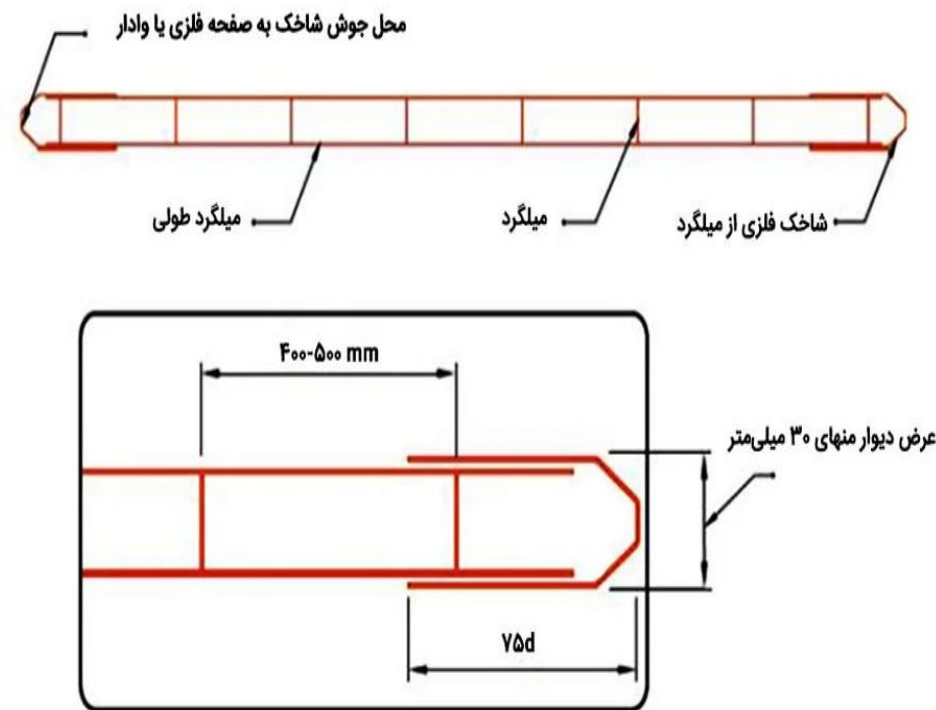 محل جوش شاخک به صفحه فلزی یا وادار
میلگرد طولی
میلگرد
شاخک فلزی از میلگرد
۴۰۰-۵۰۰ mm
عرض دیوار منهای ۳۰ میلی‌متر
۷۵d